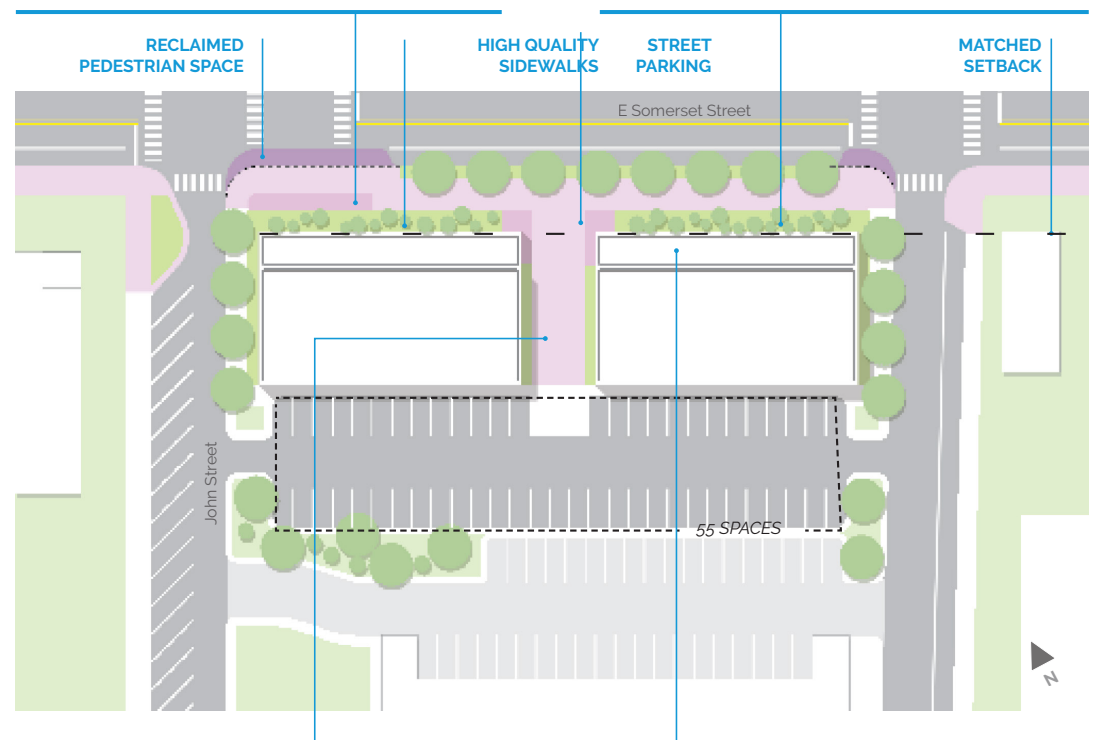 RECLAIMED
PEDESTRIAN SPACE
HIGH QUALITY
SIDEWALKS
STREET
PARKING
MATCHED
SETBACK
E Somerset Street
John Street
55 SPACES
N